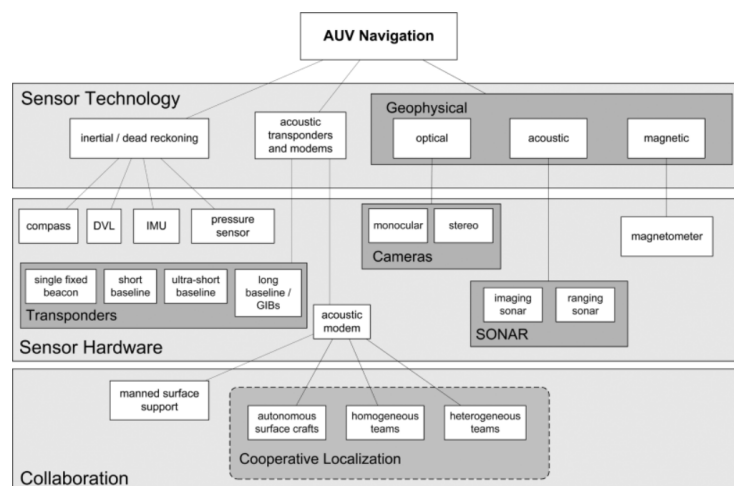 AUV Navigation
Sensor Technology
inertial / dead reckoning
acoustic
transponders
and modems
Geophysical
optical
acoustic
magnetic
compass
DVL
IMU
pressure
sensor
monocular
stereo
Cameras
magnetometer
single fixed
beacon
short
baseline
ultra-short
baseline
long
baseline /
GIBs
Transponders
acoustic
modem
imaging
sonar
ranging
sonar
SONAR
Sensor Hardware
manned surface
support
autonomous
surface crafts
homogeneous
teams
heterogeneous
teams
Cooperative Localization
Collaboration